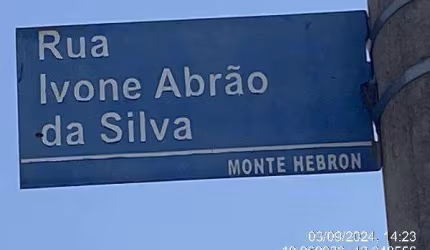 Rua
Ivone Abrão
da Silva
MONTE HEBRON
03/09/2024 14:23